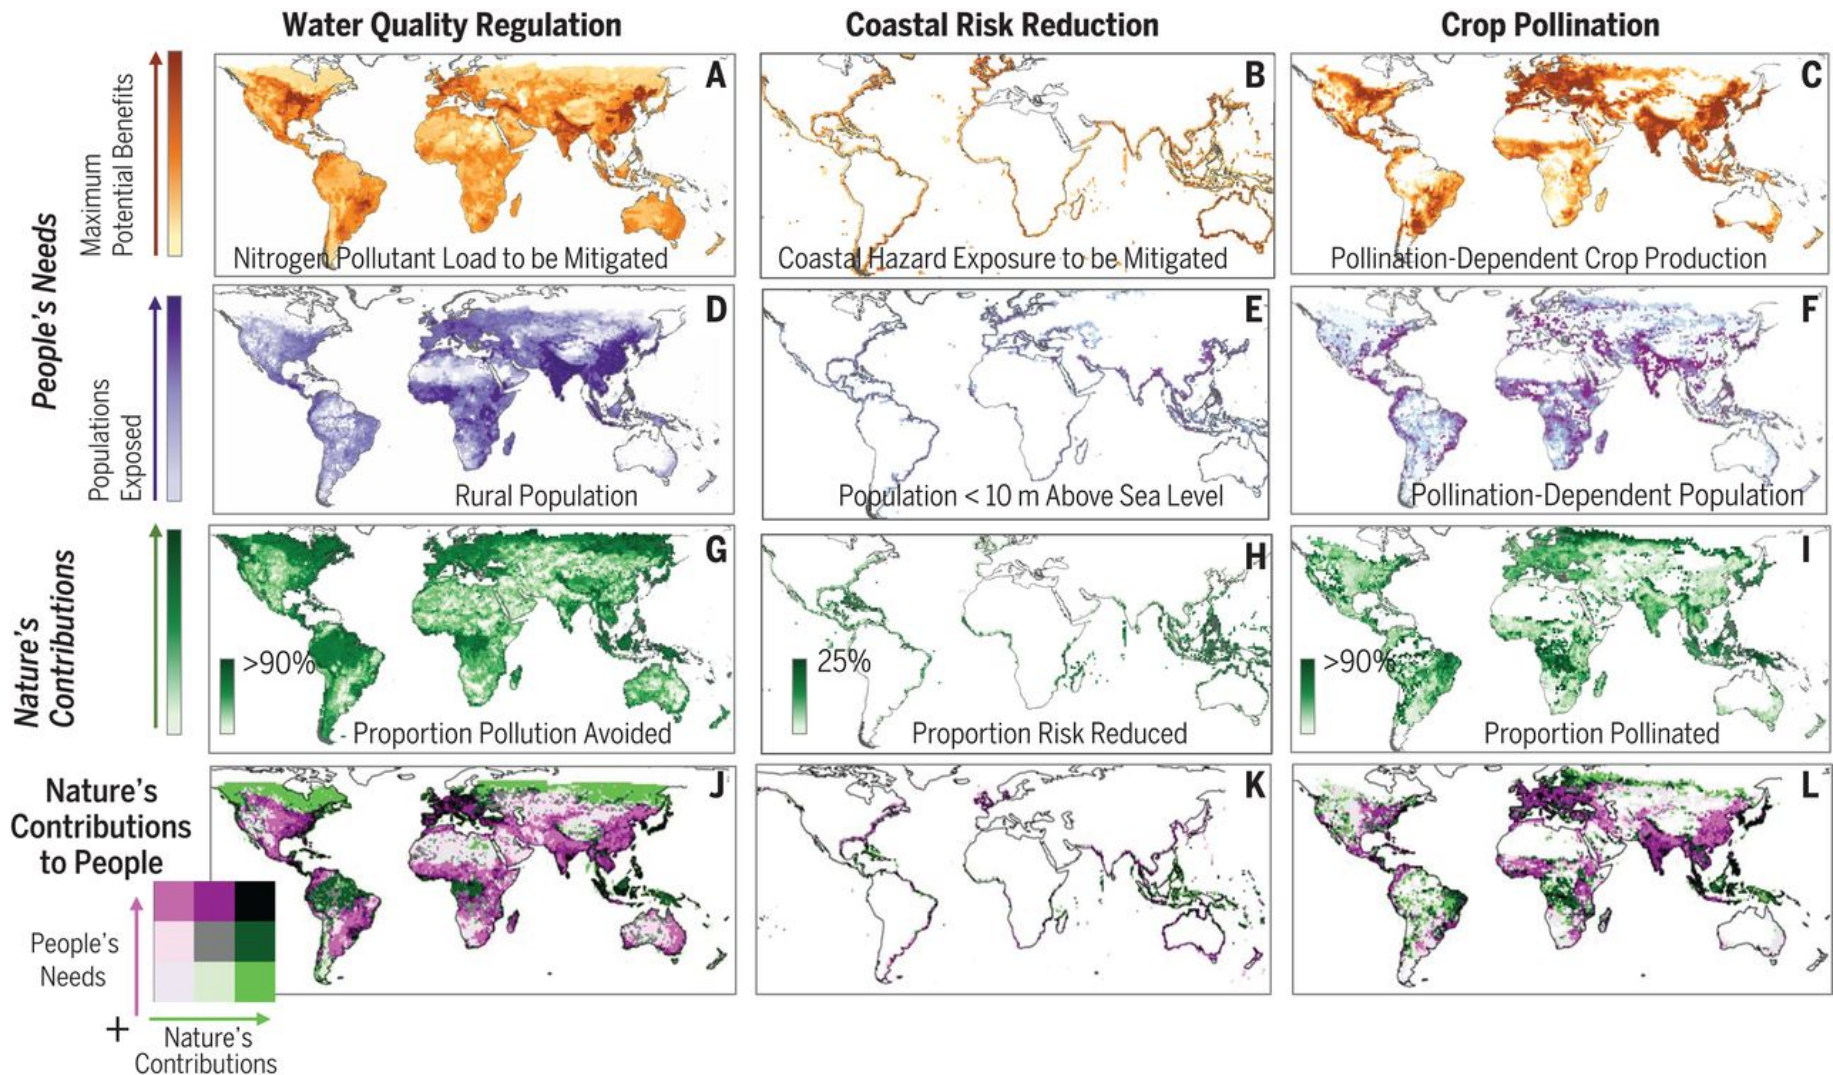 Water Quality Regulation
Coastal Risk Reduction
Crop Pollination
People's Needs
Maximum
Potential Benefits
A
Nitrogen Pollutant Load to be Mitigated
B
Coastal Hazard Exposure to be Mitigated
C
Pollination-Dependent Crop Production
Populations
Exposed
D
Rural Population
E
Population < 10 m Above Sea Level
F
Pollination-Dependent Population
Nature's
Contributions
G
>90%
Proportion Pollution Avoided
H
25%
Proportion Risk Reduced
I
>90%
Proportion Pollinated
Nature's
Contributions
to People
J
K
L
People's
Needs
+
Nature's
Contributions